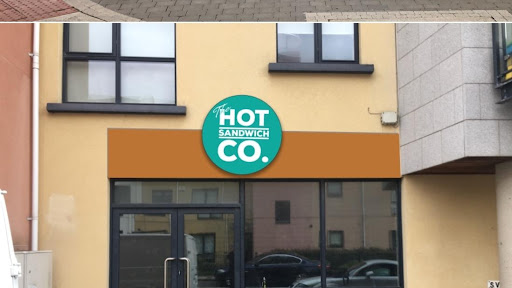 The
HOT
SANDWICH
CO.
S V